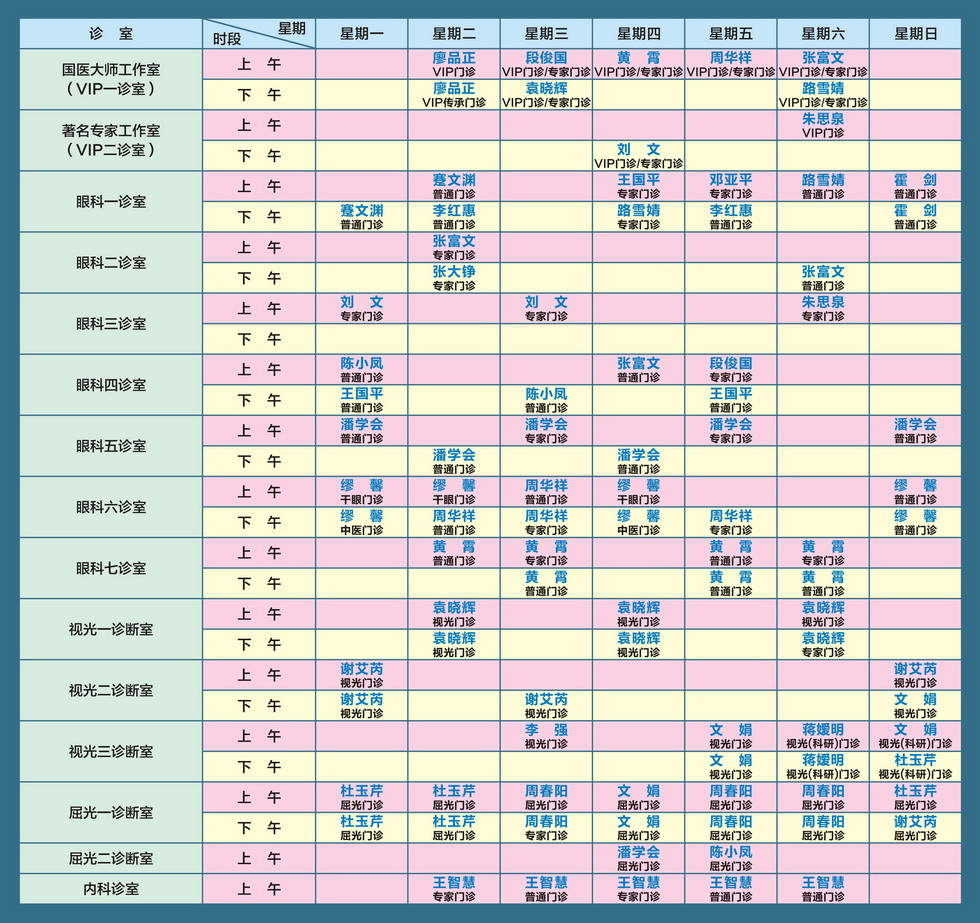 诊 室 时段 星期 星期一 星期二 星期三 星期四 星期五 星期六 星期日
国医大师工作室
（VIP一诊室）
上 午 廖品正 段俊国 黄 霄 周华祥 张富文
VIP门诊 VIP门诊/专家门诊 VIP门诊/专家门诊 VIP门诊/专家门诊 VIP门诊/专家门诊
下 午 廖品正 袁晓辉 路雪婧
VIP传承门诊 VIP门诊/专家门诊 VIP门诊/专家门诊
著名专家工作室
（VIP二诊室）
上 午 朱思泉
VIP门诊
下 午 刘 文
VIP门诊/专家门诊
眼科一诊室
上 午 蹇文渊 王国平 邓亚平 路雪婧 霍 剑
普通门诊 专家门诊 专家门诊 普通门诊 普通门诊
下 午 蹇文渊 李红惠 路雪婧 李红惠 霍 剑
普通门诊 普通门诊 专家门诊 普通门诊 普通门诊
眼科二诊室
上 午 张富文
专家门诊
下 午 张大铮 张富文
专家门诊 普通门诊
眼科三诊室
上 午 刘 文 刘 文 朱思泉
专家门诊 专家门诊 专家门诊
下 午
眼科四诊室
上 午 陈小凤 张富文 段俊国
普通门诊 普通门诊 专家门诊
下 午 王国平 陈小凤 王国平
普通门诊 普通门诊 普通门诊
眼科五诊室
上 午 潘学会 潘学会 潘学会 潘学会
普通门诊 专家门诊 专家门诊 普通门诊
下 午 潘学会 潘学会
普通门诊 普通门诊
眼科六诊室
上 午 缪 馨 缪 馨 周华祥 缪 馨 缪 馨
干眼门诊 干眼门诊 普通门诊 干眼门诊 普通门诊
下 午 缪 馨 周华祥 周华祥 缪 馨 周华祥 缪 馨
中医门诊 普通门诊 专家门诊 中医门诊 专家门诊 普通门诊
眼科七诊室
上 午 黄 霄 黄 霄 黄 霄 黄 霄
普通门诊 专家门诊 普通门诊 专家门诊
下 午 黄 霄 黄 霄 黄 霄
普通门诊 普通门诊 普通门诊
视光一诊断室
上 午 袁晓辉 袁晓辉 袁晓辉
视光门诊 视光门诊 视光门诊
下 午 袁晓辉 袁晓辉 袁晓辉
视光门诊 视光门诊 专家门诊
视光二诊断室
上 午 谢艾芮 谢艾芮
视光门诊 视光门诊
下 午 谢艾芮 谢艾芮 文 娟
视光门诊 视光门诊 视光门诊
视光三诊断室
上 午 李 强 文 娟 蒋嫒明 文 娟
视光门诊 视光门诊 视光(科研)门诊 视光(科研)门诊
下 午 文 娟 蒋嫒明 杜玉芹
视光门诊 视光(科研)门诊 视光(科研)门诊
屈光一诊断室
上 午 杜玉芹 杜玉芹 周春阳 文 娟 周春阳 周春阳 杜玉芹
屈光门诊 屈光门诊 屈光门诊 屈光门诊 屈光门诊 屈光门诊 屈光门诊
下 午 杜玉芹 杜玉芹 周春阳 文 娟 周春阳 周春阳 谢艾芮
屈光门诊 屈光门诊 专家门诊 屈光门诊 屈光门诊 屈光门诊 屈光门诊
屈光二诊断室 上 午 潘学会 陈小凤
屈光门诊 屈光门诊
内科诊室 上 午 王智慧 王智慧 王智慧 王智慧 王智慧
专家门诊 普通门诊 专家门诊 普通门诊 普通门诊